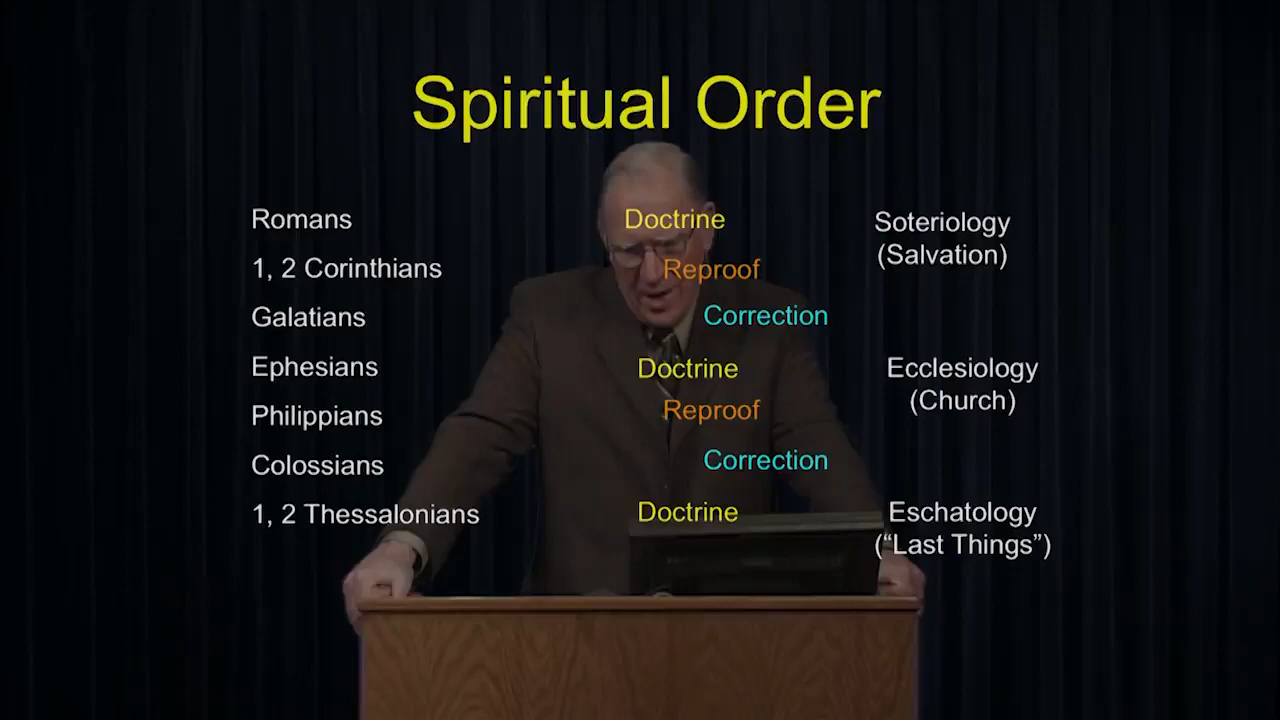 Spiritual Order
Romans Doctrine Soteriology
(Salvation)
1, 2 Corinthians Reproof
Galatians Correction
Ephesians Doctrine Ecclesiology
(Church)
Philippians Reproof
Colossians Correction
1, 2 Thessalonians Doctrine Eschatology
(“Last Things”)